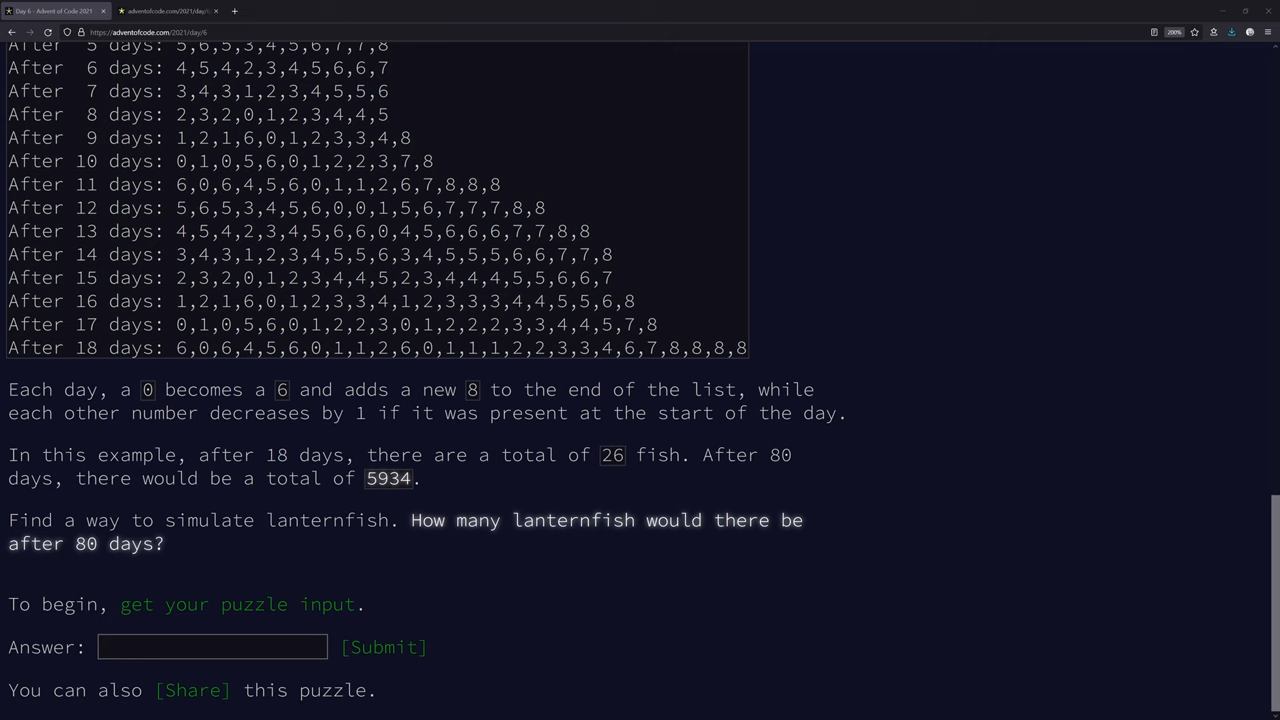 Day 6 - Advent of Code 2021
adventofcode.com/2021/day/6
https://adventofcode.com/2021/day/6
200%
After  5 days: 5,6,5,3,4,5,6,7,7,8
After  6 days: 4,5,4,2,3,4,5,6,6,7
After  7 days: 3,4,3,1,2,3,4,5,5,6
After  8 days: 2,3,2,0,1,2,3,4,4,5
After  9 days: 1,2,1,6,0,1,2,3,3,4,8
After 10 days: 0,1,0,5,6,0,1,2,2,3,7,8
After 11 days: 6,0,6,4,5,6,0,1,1,2,6,7,8,8,8
After 12 days: 5,6,5,3,4,5,6,0,0,1,5,6,7,7,7,8,8
After 13 days: 4,5,4,2,3,4,5,6,6,0,4,5,6,6,6,7,7,8,8
After 14 days: 3,4,3,1,2,3,4,5,5,6,3,4,5,5,5,6,6,7,7,8
After 15 days: 2,3,2,0,1,2,3,4,4,5,2,3,4,4,4,5,5,6,6,7
After 16 days: 1,2,1,6,0,1,2,3,3,4,1,2,3,3,3,4,4,5,5,6,8
After 17 days: 0,1,0,5,6,0,1,2,2,3,0,1,2,2,2,3,3,4,4,5,7,8
After 18 days: 6,0,6,4,5,6,0,1,1,2,6,0,1,1,1,2,2,3,3,4,6,7,8,8,8,8
Each day, a 0 becomes a 6 and adds a new 8 to the end of the list, while
each other number decreases by 1 if it was present at the start of the day.
In this example, after 18 days, there are a total of 26 fish. After 80
days, there would be a total of 5934.
Find a way to simulate lanternfish. How many lanternfish would there be
after 80 days?
To begin, get your puzzle input.
Answer: [Submit]
You can also [Share] this puzzle.